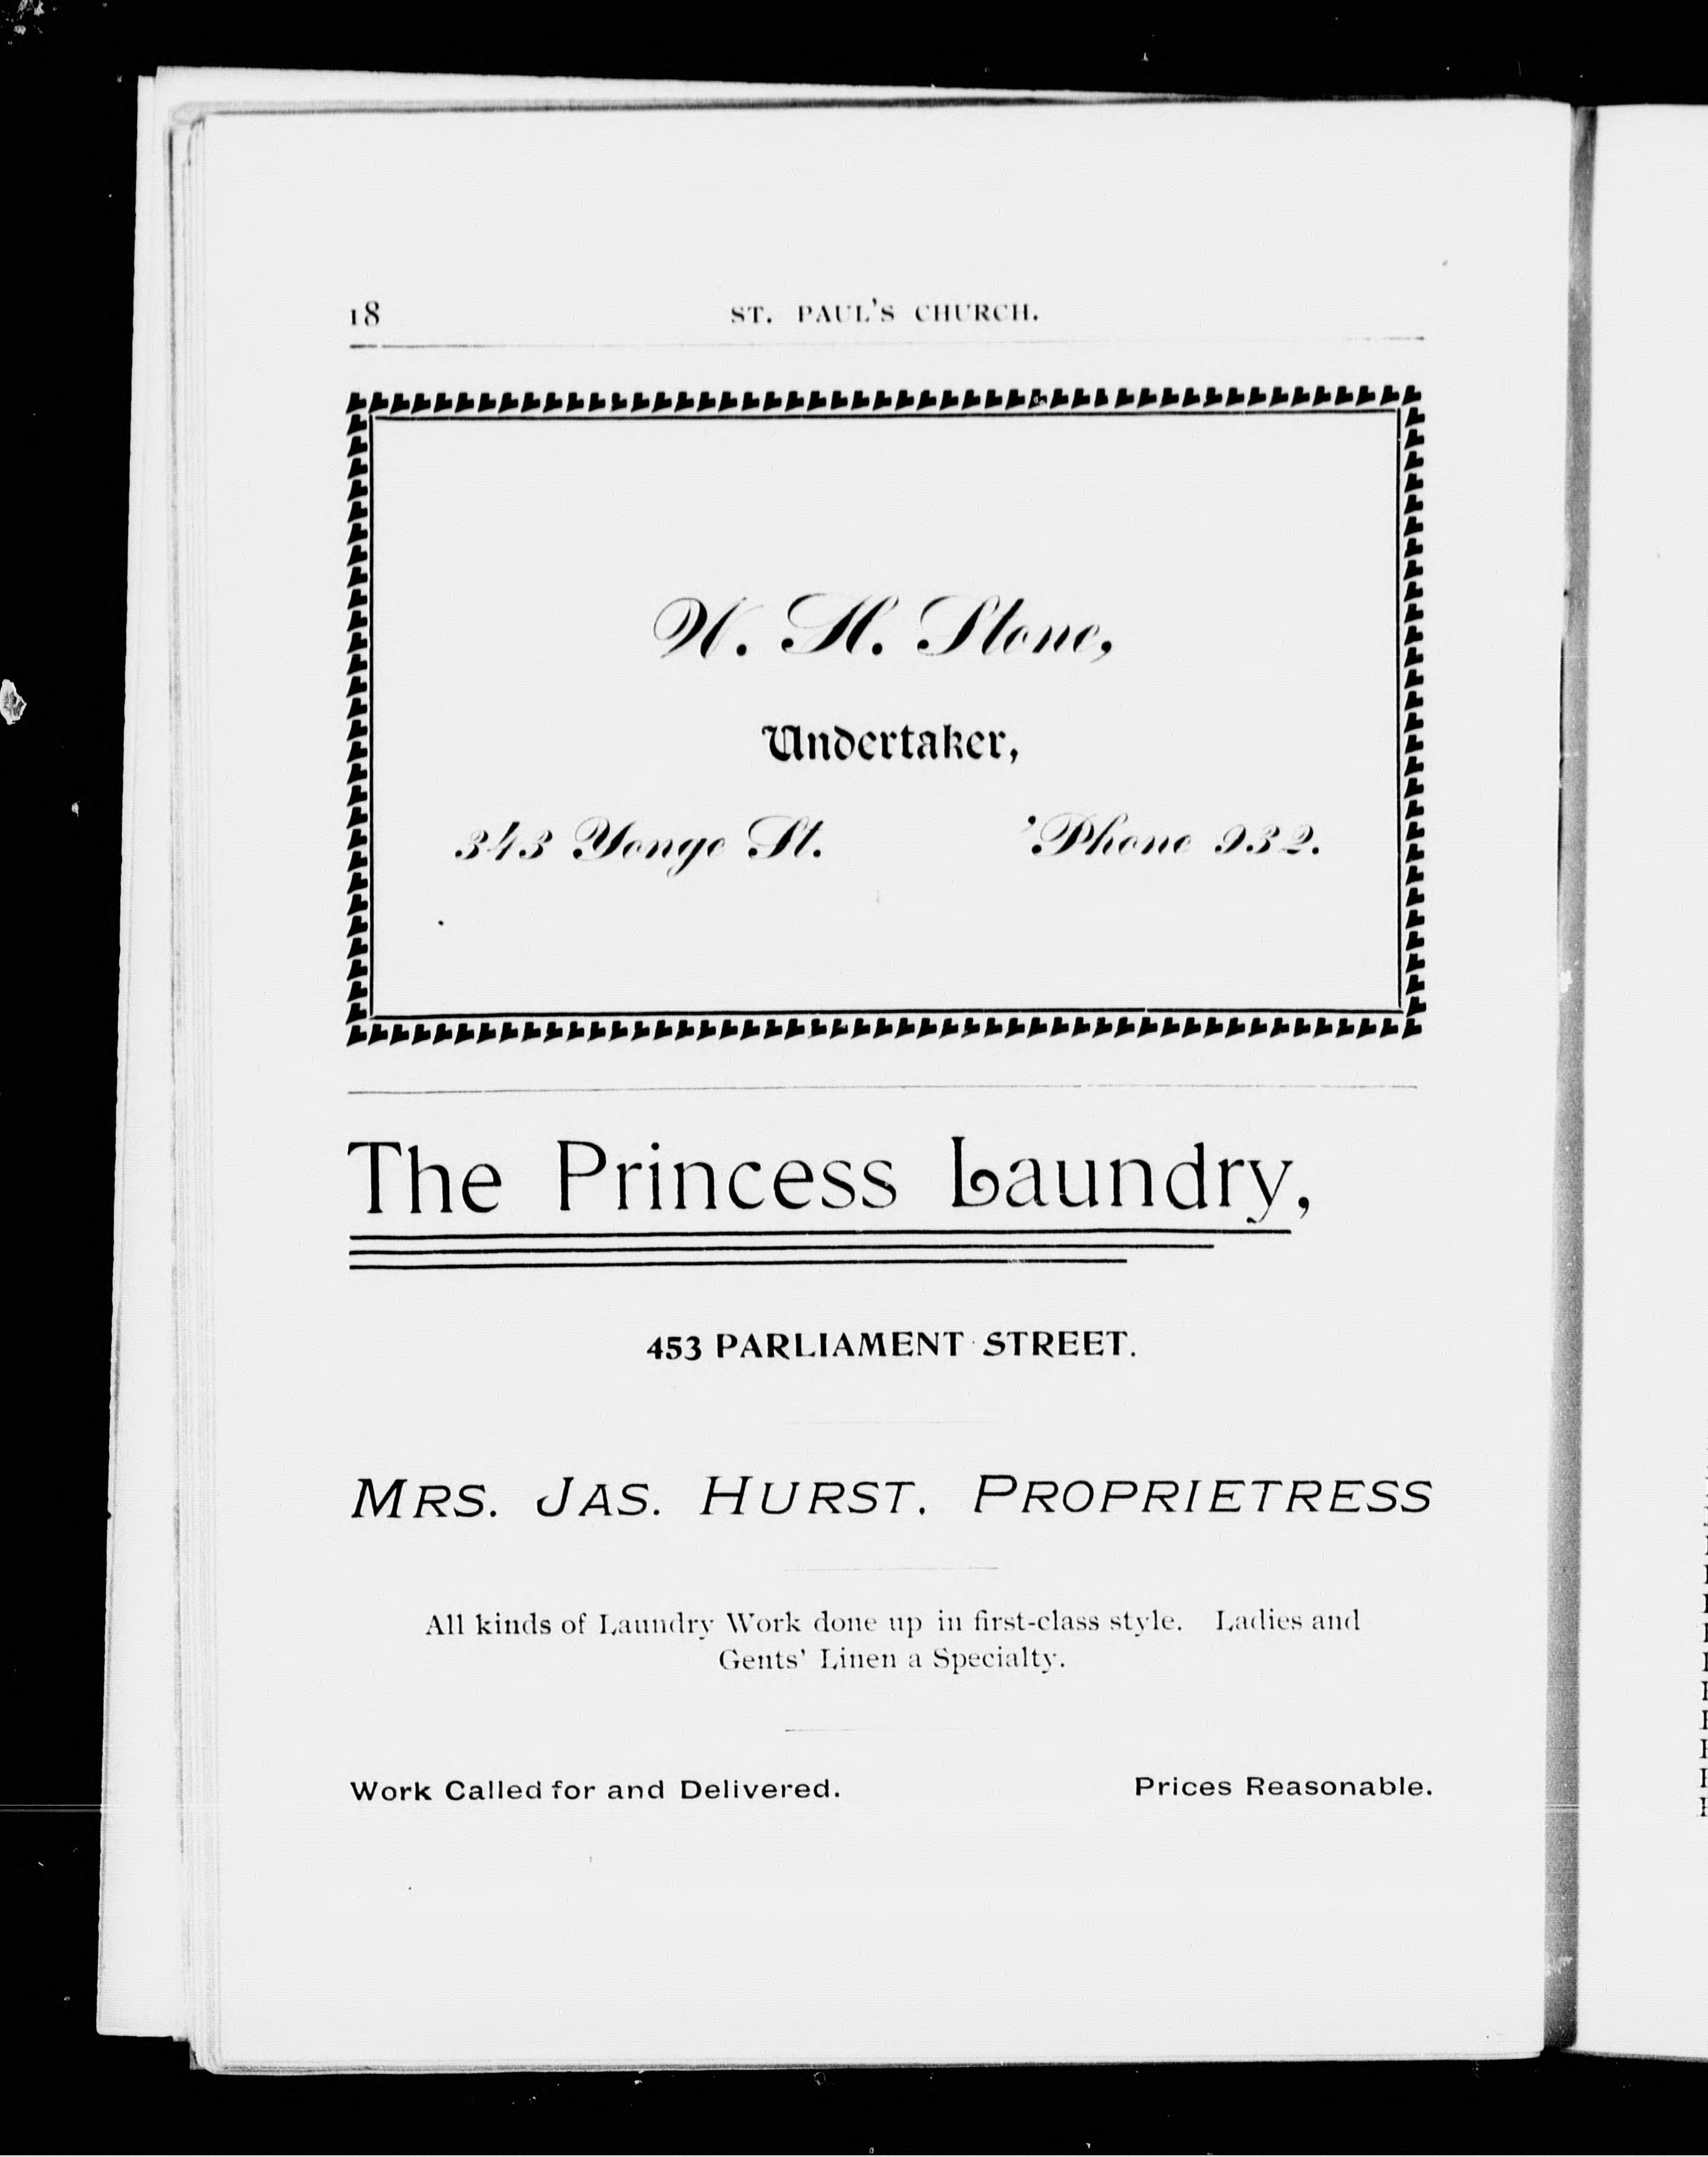 18 ST. PAUL'S CHURCH.
W. H. Stone,
Undertaker,
343 Yonge St. 'Phone 932.
The Princess Laundry,
453 PARLIAMENT STREET.
MRS. JAS. HURST. PROPRIETRESS
All kinds of Laundry Work done up in first-class style. Ladies and
Gents' Linen a Specialty.
Work Called for and Delivered. Prices Reasonable.